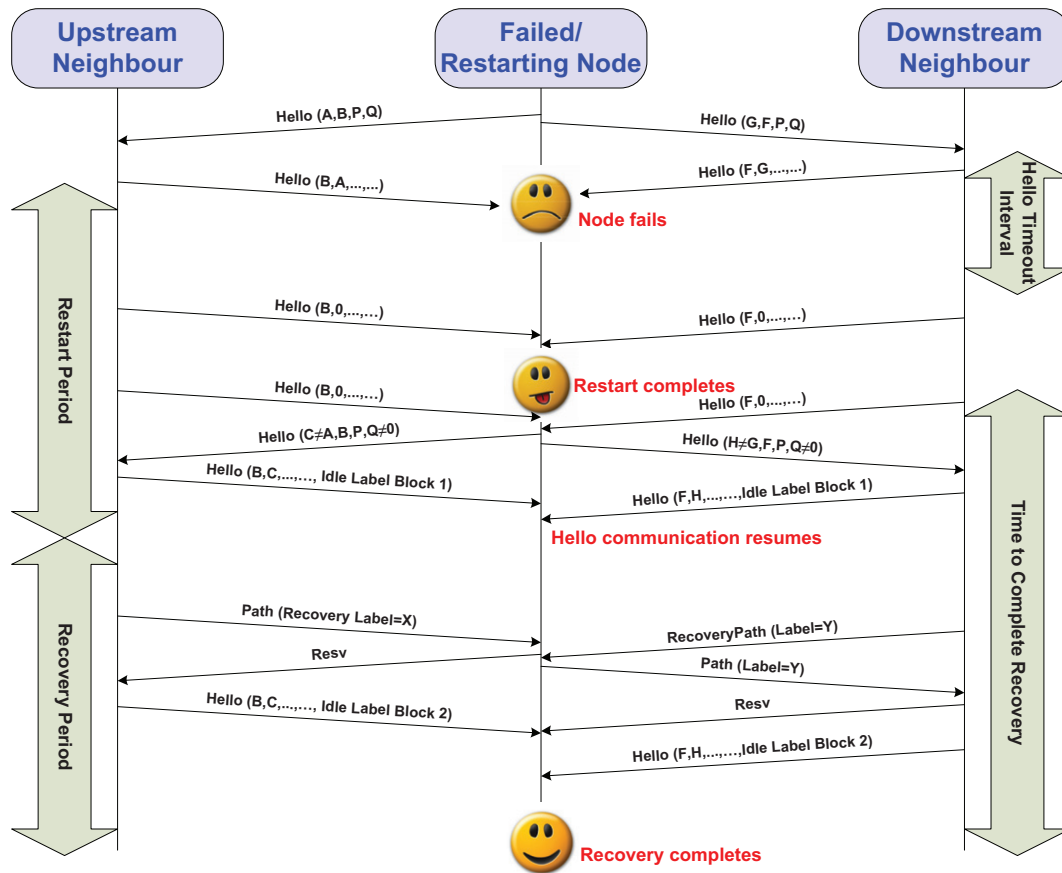 Upstream
Neighbour
Failed/
Restarting Node
Downstream
Neighbour
Hello (A,B,P,Q)
Hello (G,F,P,Q)
Hello (B,A,...,...)
Hello (F,G,...,...)
Node fails
Hello Timeout
Interval
Restart Period
Hello (B,0,...,...)
Hello (F,0,...,...)
Restart completes
Hello (B,0,...,...)
Hello (F,0,...,...)
Hello (C≠A,B,P,Q≠0)
Hello (H≠G,F,P,Q≠0)
Hello (B,C,...,..., Idle Label Block 1)
Hello (F,H,...,...,Idle Label Block 1)
Hello communication resumes
Time to Complete Recovery
Recovery Period
Path (Recovery Label=X)
RecoveryPath (Label=Y)
Resv
Path (Label=Y)
Hello (B,C,...,..., Idle Label Block 2)
Resv
Hello (F,H,...,...,Idle Label Block 2)
Recovery completes